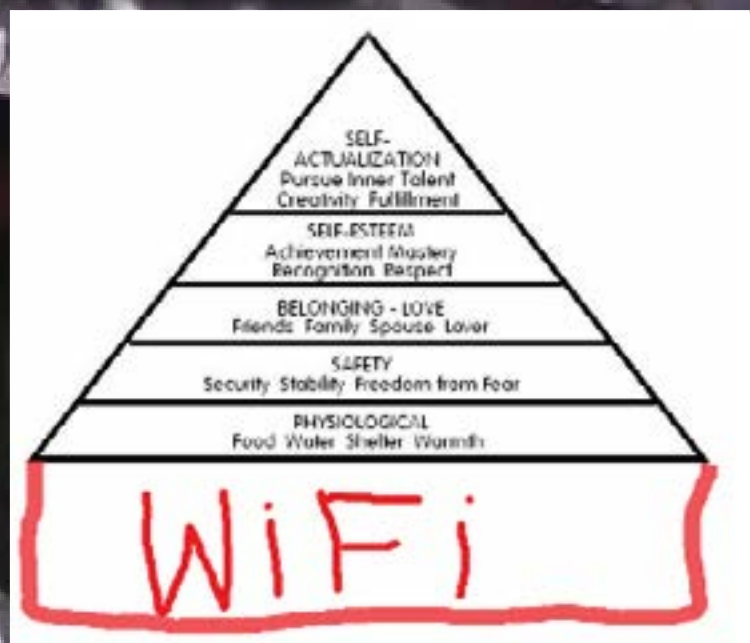 SELF-
ACTUALIZATION
Pursue Inner Talent
Creativity Fulfillment
SELF-ESTEEM
Achievement Mastery
Recognition Respect
BELONGING - LOVE
Friends Family Spouse Lover
SAFETY
Security Stability Freedom from Fear
PHYSIOLOGICAL
Food Water Shelter Warmth
WiFi